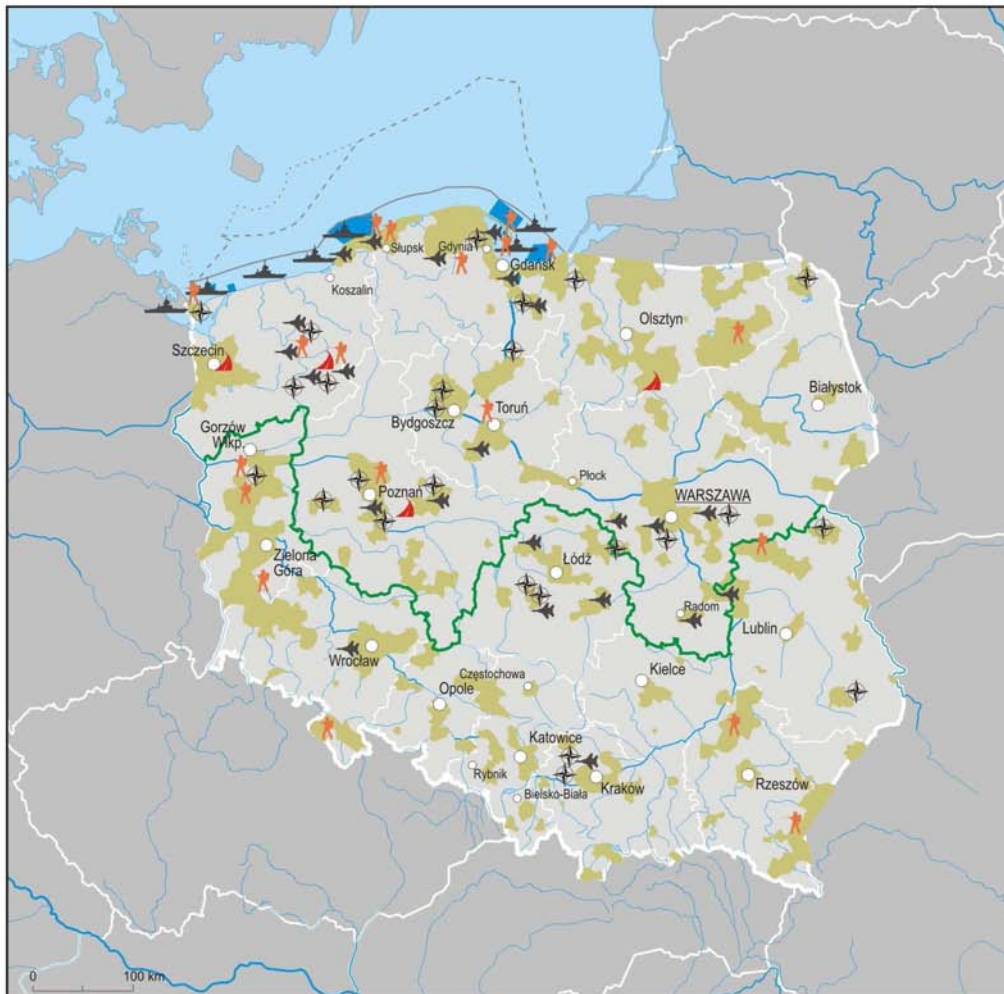 Słupsk
Gdynia
Gdańsk
Koszalin
Olsztyn
Szczecin
Białystok
Toruń
Bydgoszcz
Gorzów
Wlkp.
Płock
Poznań
WARSZAWA
Zielona
Góra
Łódź
Radom
Lublin
Wrocław
Kielce
Częstochowa
Opole
Katowice
Rybnik
Kraków
Rzeszów
Bielsko-Biała
0 100 km